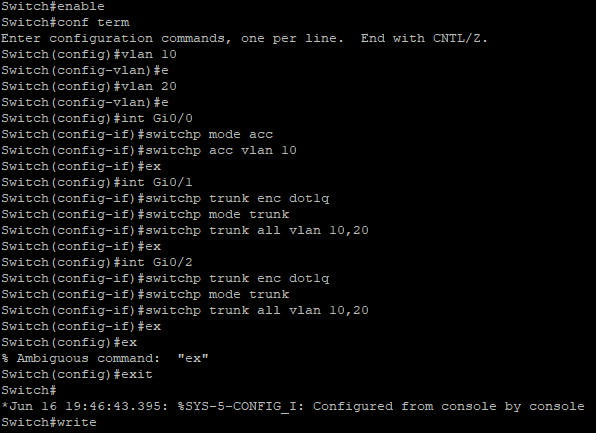 Switch#enable
Switch#conf term
Enter configuration commands, one per line.  End with CNTL/Z.
Switch(config)#vlan 10
Switch(config-vlan)#e
Switch(config)#vlan 20
Switch(config-vlan)#e
Switch(config)#int Gi0/0
Switch(config-if)#switchp mode acc
Switch(config-if)#switchp acc vlan 10
Switch(config-if)#ex
Switch(config)#int Gi0/1
Switch(config-if)#switchp trunk enc dot1q
Switch(config-if)#switchp mode trunk
Switch(config-if)#switchp trunk all vlan 10,20
Switch(config-if)#ex
Switch(config)#int Gi0/2
Switch(config-if)#switchp trunk enc dot1q
Switch(config-if)#switchp mode trunk
Switch(config-if)#switchp trunk all vlan 10,20
Switch(config-if)#ex
Switch(config)#ex
% Ambiguous command:  "ex"
Switch(config)#exit
Switch#
*Jun 16 19:46:43.395: %SYS-5-CONFIG_I: Configured from console by console
Switch#write